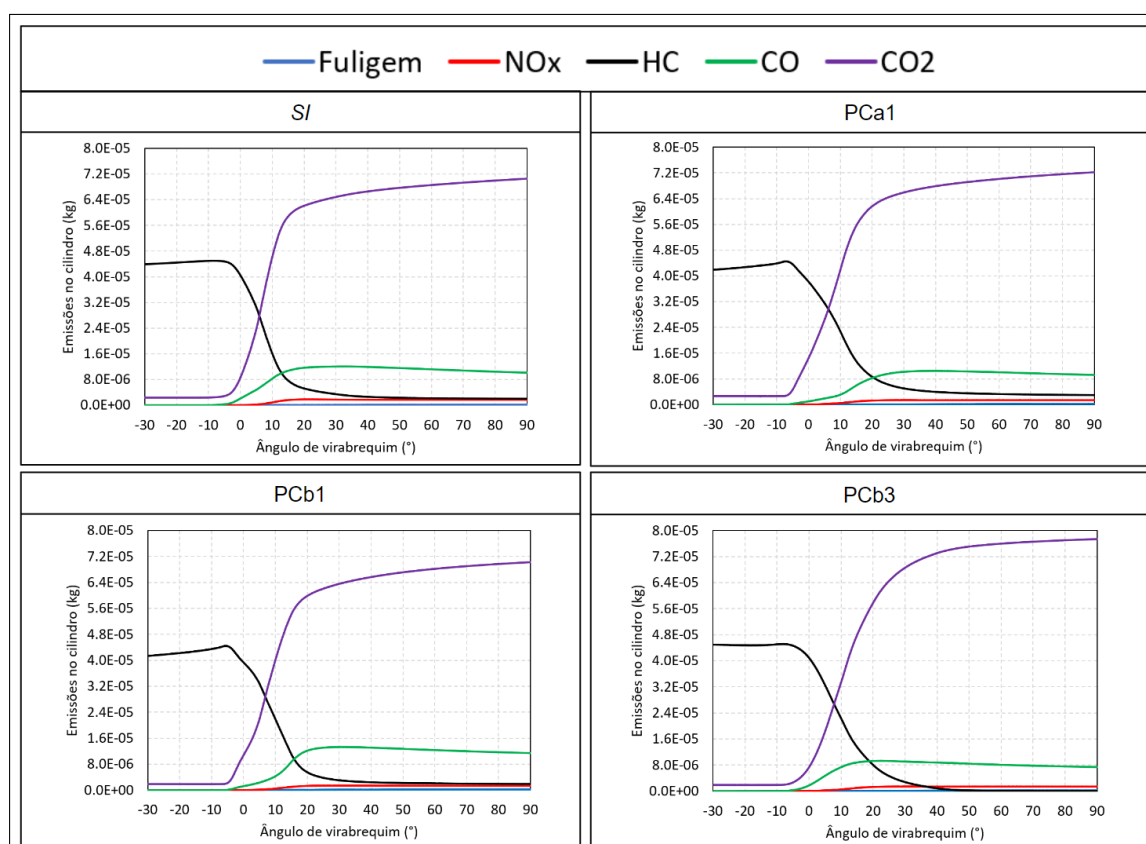 Fuligem NOx HC CO CO2
SI
Emissões no cilindro (kg)
8.0E-05
7.2E-05
6.4E-05
5.6E-05
4.8E-05
4.0E-05
3.2E-05
2.4E-05
1.6E-05
8.0E-06
0.0E+00
-30 -20 -10 0 10 20 30 40 50 60 70 80 90
Ângulo de virabrequim (°)
PCa1
Emissões no cilindro (kg)
8.0E-05
7.2E-05
6.4E-05
5.6E-05
4.8E-05
4.0E-05
3.2E-05
2.4E-05
1.6E-05
8.0E-06
0.0E+00
-30 -20 -10 0 10 20 30 40 50 60 70 80 90
Ângulo de virabrequim (°)
PCb1
Emissões no cilindro (kg)
8.0E-05
7.2E-05
6.4E-05
5.6E-05
4.8E-05
4.0E-05
3.2E-05
2.4E-05
1.6E-05
8.0E-06
0.0E+00
-30 -20 -10 0 10 20 30 40 50 60 70 80 90
Ângulo de virabrequim (°)
PCb3
Emissões no cilindro (kg)
8.0E-05
7.2E-05
6.4E-05
5.6E-05
4.8E-05
4.0E-05
3.2E-05
2.4E-05
1.6E-05
8.0E-06
0.0E+00
-30 -20 -10 0 10 20 30 40 50 60 70 80 90
Ângulo de virabrequim (°)